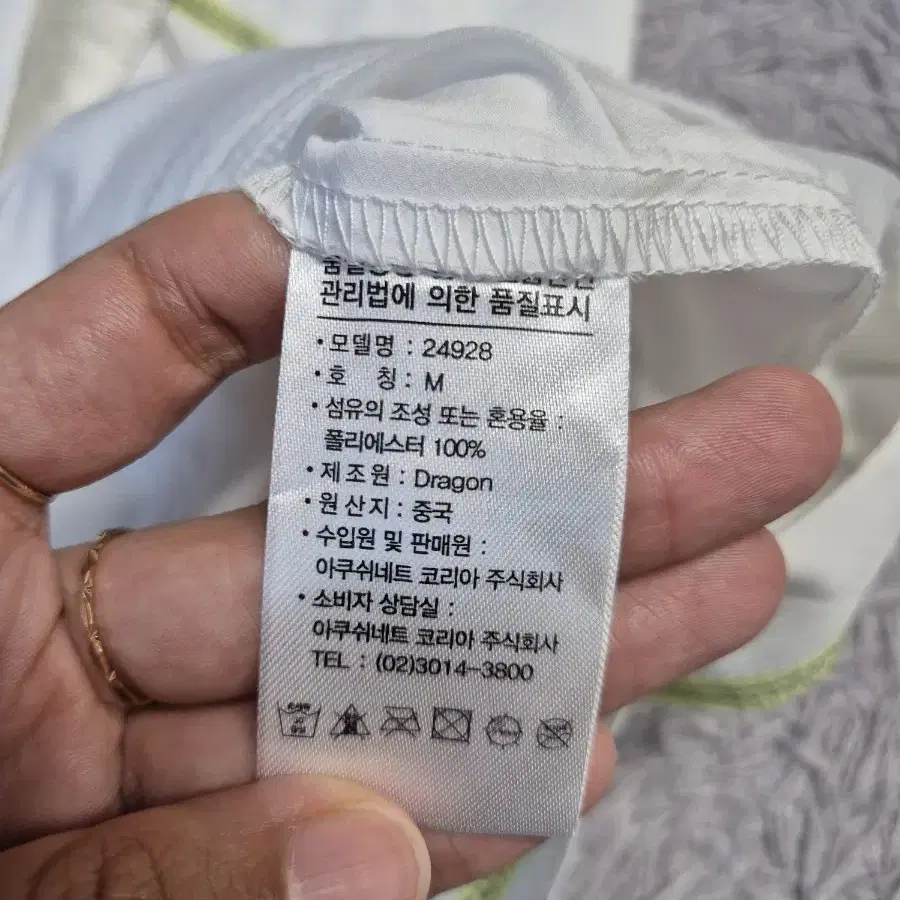 관리법에 의한 품질표시
• 모델명 : 24928
• 호 칭 : M
• 섬유의 조성 또는 혼용율 :
폴리에스터 100%
• 제조원 : Dragon
• 원산지 : 중국
• 수입원 및 판매원 :
아쿠쉬네트 코리아 주식회사
• 소비자 상담실 :
아쿠쉬네트 코리아 주식회사
TEL : (02)3014-3800